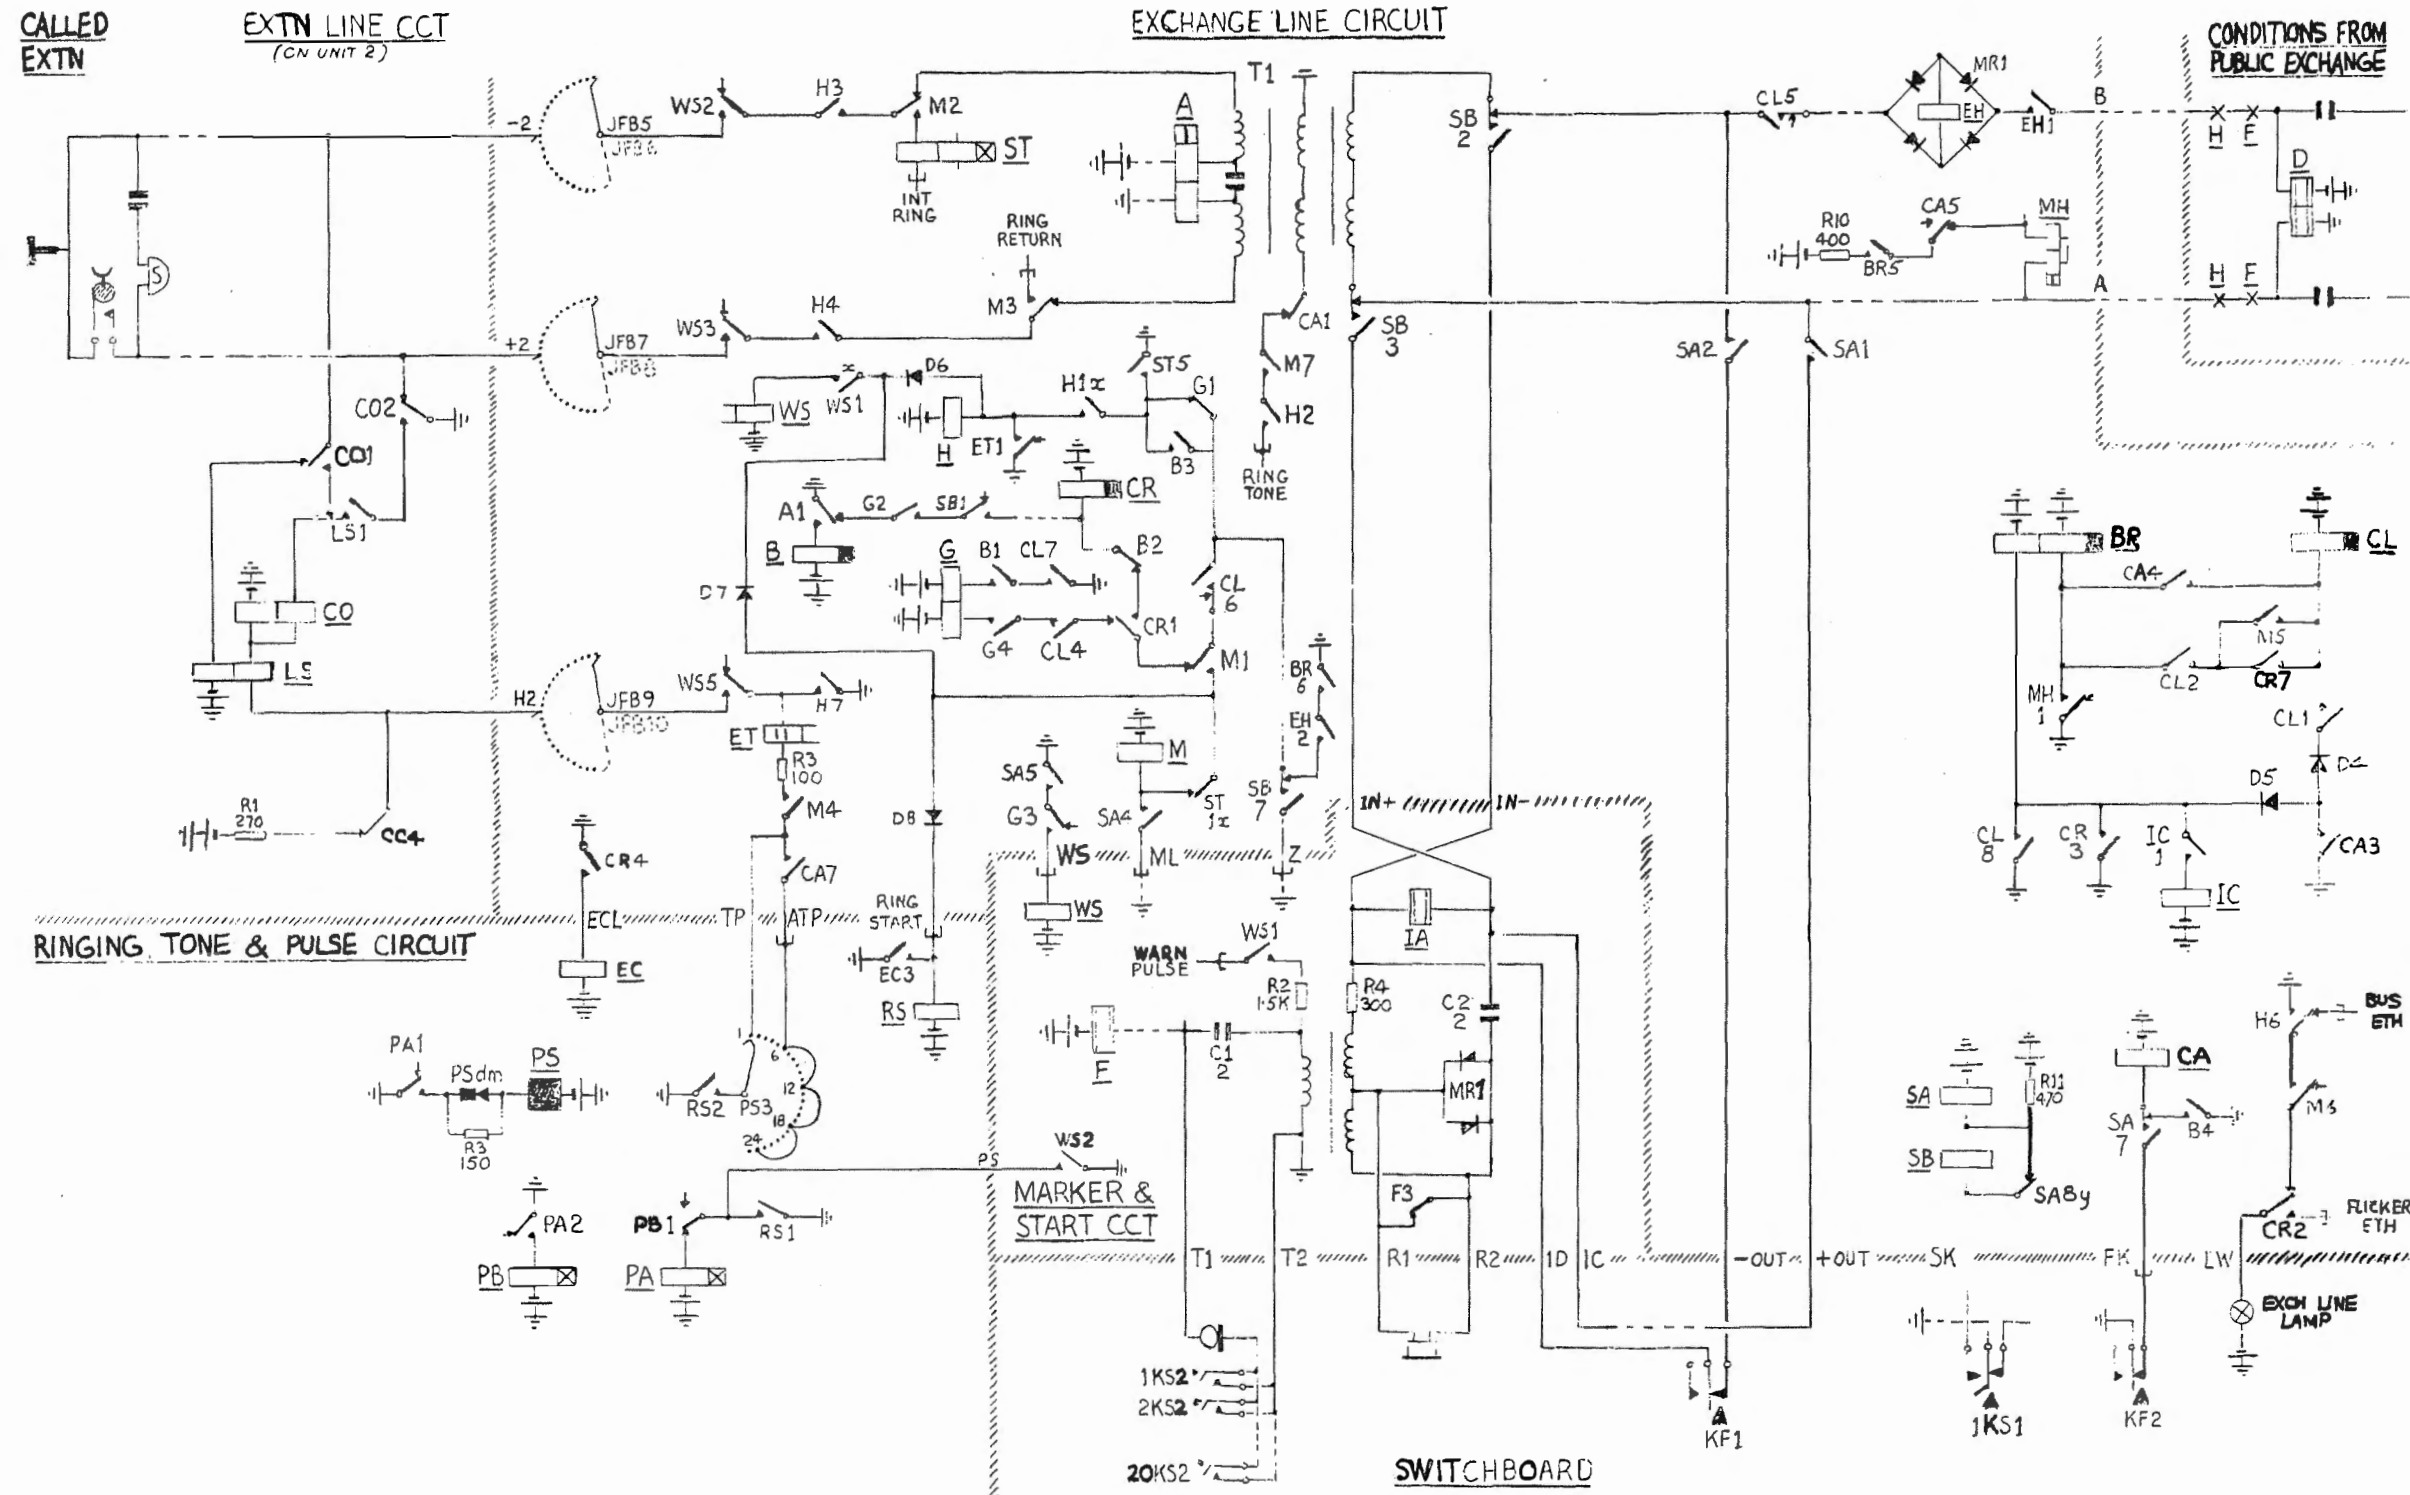 CALLED
EXTN
EXTN LINE CCT
(ON UNIT 2)
EXCHANGE LINE CIRCUIT
CONDITIONS FROM
PUBLIC EXCHANGE
T1
MR1
H3
WS2
M2
A
CL5
B
EH
EH1
SB
2
H
F
-2
JFB5
JFB6
ST
D
INT
RING
RING
RETURN
CA5
MH
R10
400
BR5
S
M3
H
F
A
H4
WS3
CA1
SB
3
+2
JFB7
JFB8
ST5
M7
SA2
SA1
D6
H1x
G1
x
WS1
WS
H2
CO2
H
ET1
B3
CO1
RING
TONE
CR
A1
G2
SB1
LS1
B
G
B1
CL7
B2
BR
CL
CA4
D7
CL
6
CO
CR1
G4
CL4
M5
M1
BR
6
LS
WS5
CL2
CR7
H2
JFB9
JFB10
H7
MH
1
EH
2
CL1
ET
M
R3
100
SA5
D5
D4
ST
1x
SB
7
M4
IN+
IN-
R1
270
CC4
D8
G3
SA4
CL
8
CR
3
IC
1
CA3
CR4
WS
ML
Z
CA7
IC
ECL
TP
ATP
RING
START
WS
IA
RINGING, TONE & PULSE CIRCUIT
WS1
WARN
PULSE
EC
EC3
R2
1.5K
R4
300
C2
2
BUS
ETH
RS
H6
PA1
PS
PSdm
1
6
C1
2
F
MR1
CA
R11
470
SA
12
RS2
PS3
18
M6
SA
7
B4
R3
150
24
WS2
SB
PS
MARKER &
START CCT
F3
SA8y
FLICKER
ETH
PA2
PB1
RS1
CR2
T1
T2
R1
R2
1D
1C
-OUT
+OUT
SK
FK
LW
PB
PA
EXCH LINE
LAMP
1KS2
2KS2
KF1
1KS1
KF2
20KS2
SWITCHBOARD